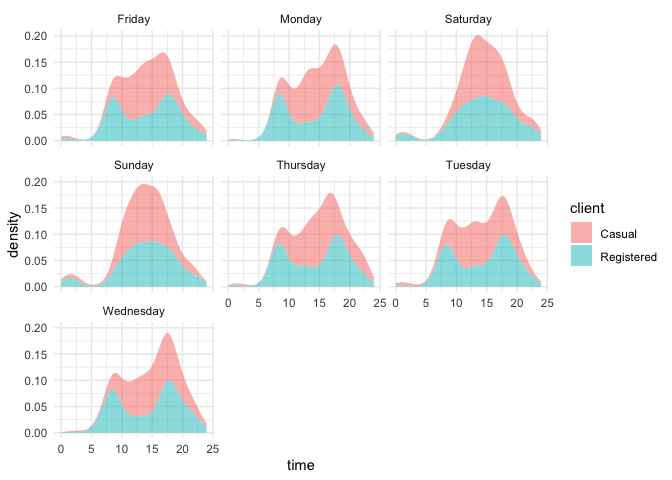 Friday Monday Saturday
0.20
0.15
0.10
0.05
0.00
Sunday Thursday Tuesday
0.20
0.15
0.10
0.05
0.00
0 5 10 15 20 25 0 5 10 15 20 25
Wednesday
0.20
0.15
0.10
0.05
0.00
0 5 10 15 20 25
time
density
client
Casual
Registered